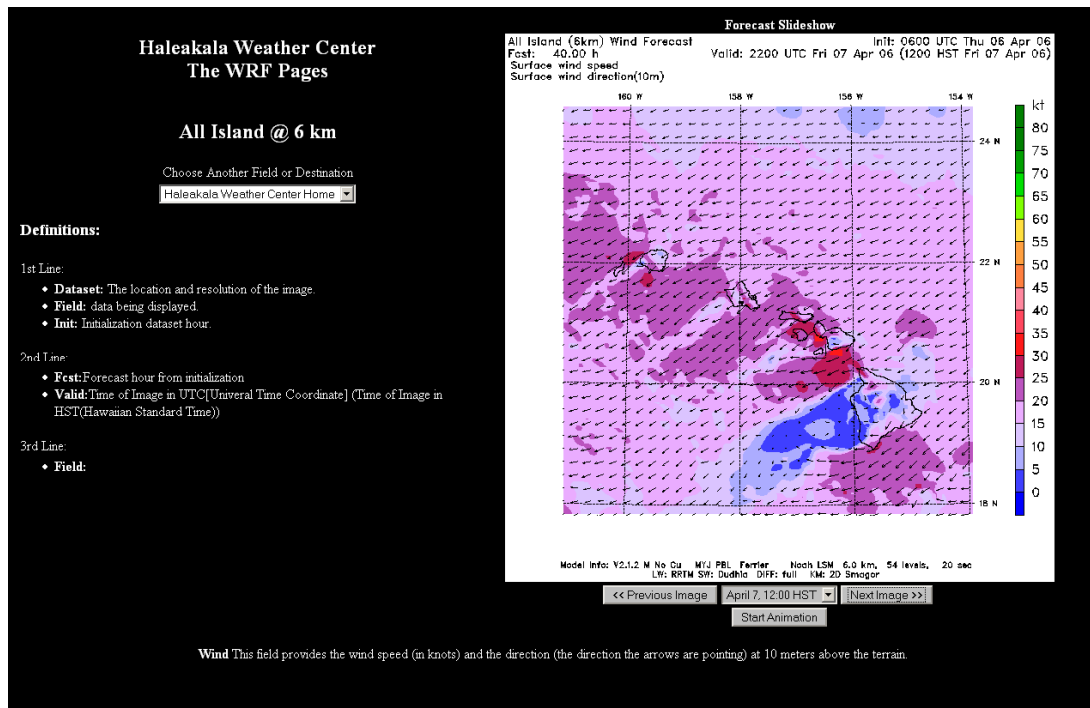 Haleakala Weather Center
The WRF Pages
All Island @ 6 km
Choose Another Field or Destination
Haleakala Weather Center Home
Definitions:
1st Line:
◆ Dataset: The location and resolution of the image.
◆ Field: data being displayed.
◆ Init: Initialization dataset hour.
2nd Line:
◆ Fcst:Forecast hour from initialization
◆ Valid:Time of Image in UTC[Univeral Time Coordinate] (Time of Image in
HST(Hawaiian Standard Time))
3rd Line:
◆ Field:
Forecast Slideshow
All Island (6km) Wind Forecast Init: 0600 UTC Thu 06 Apr 06
Fcst: 40.00 h Valid: 2200 UTC Fri 07 Apr 06 (1200 HST Fri 07 Apr 06)
Surface wind speed
Surface wind direction(10m)
160 W 158 W 156 W 154 W
24 N
22 N
20 N
18 N
kt
80
75
70
65
60
55
50
45
40
35
30
25
20
15
10
5
0
Model Info: V2.1.2 M No Cu MYJ PBL Ferrier Noah LSM 6.0 km, 54 levels, 20 sec
LW: RRTM SW: Dudhia DIFF: full KM: 2D Smagor
<< Previous Image April 7, 12:00 HST Next Image >>
Start Animation
Wind This field provides the wind speed (in knots) and the direction (the direction the arrows are pointing) at 10 meters above the terrain.